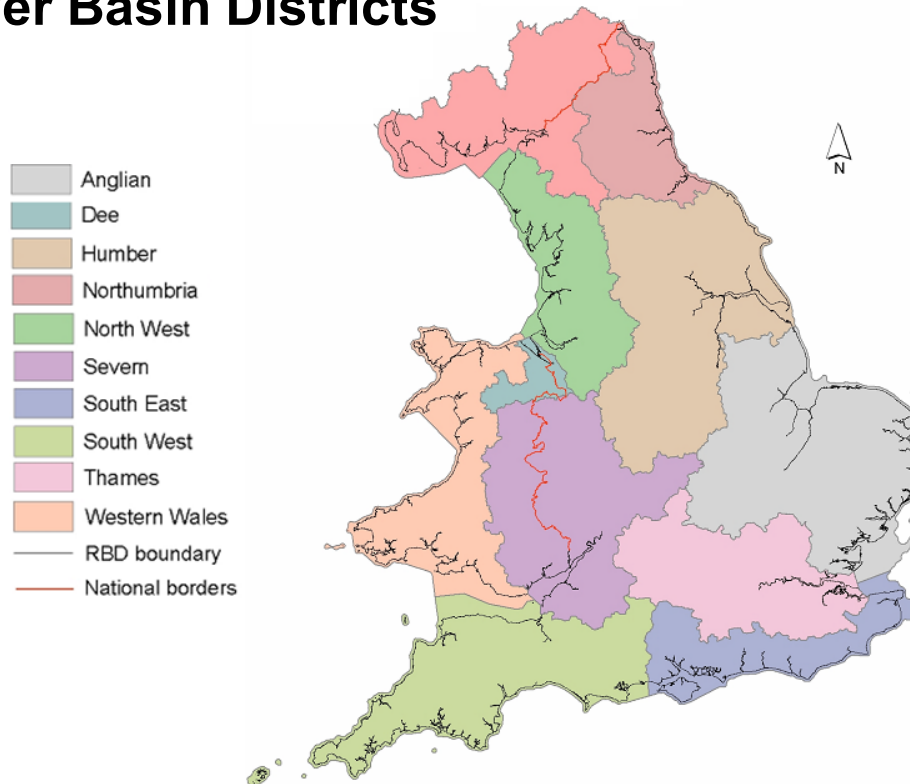 er Basin Districts
N
Anglian
Dee
Humber
Northumbria
North West
Severn
South East
South West
Thames
Western Wales
RBD boundary
National borders